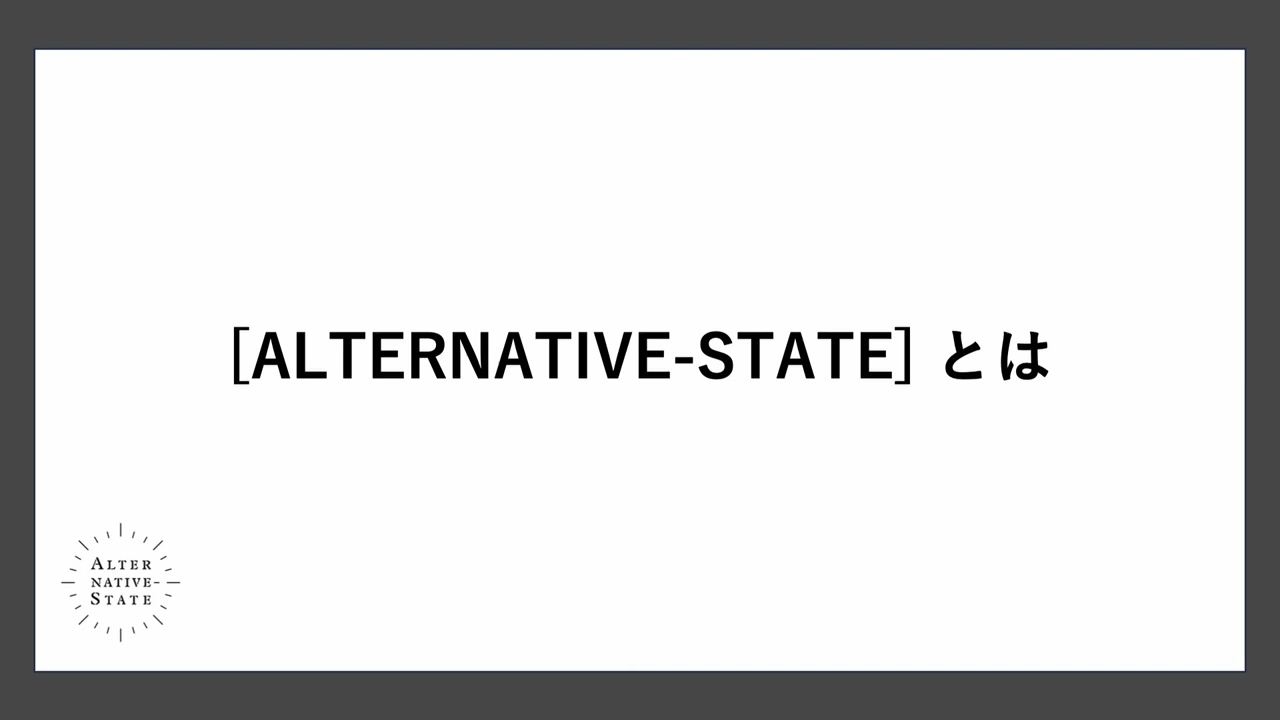 [ALTERNATIVE-STATE] とは
ALTER
NATIVE-
STATE